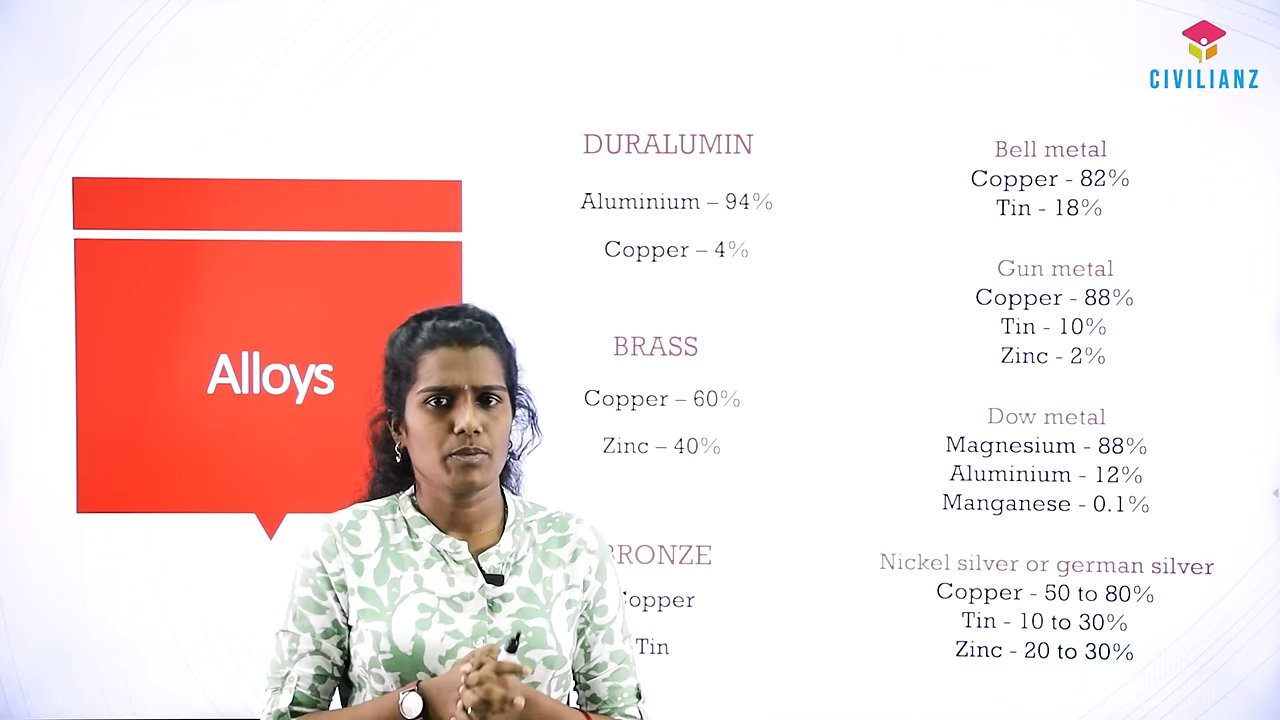 CIVILIANZ
Alloys
DURALUMIN
Aluminium – 94%
Copper – 4%
BRASS
Copper – 60%
Zinc – 40%
BRONZE
Copper
Tin
Bell metal
Copper - 82%
Tin - 18%
Gun metal
Copper - 88%
Tin - 10%
Zinc - 2%
Dow metal
Magnesium - 88%
Aluminium - 12%
Manganese - 0.1%
Nickel silver or german silver
Copper - 50 to 80%
Tin - 10 to 30%
Zinc - 20 to 30%